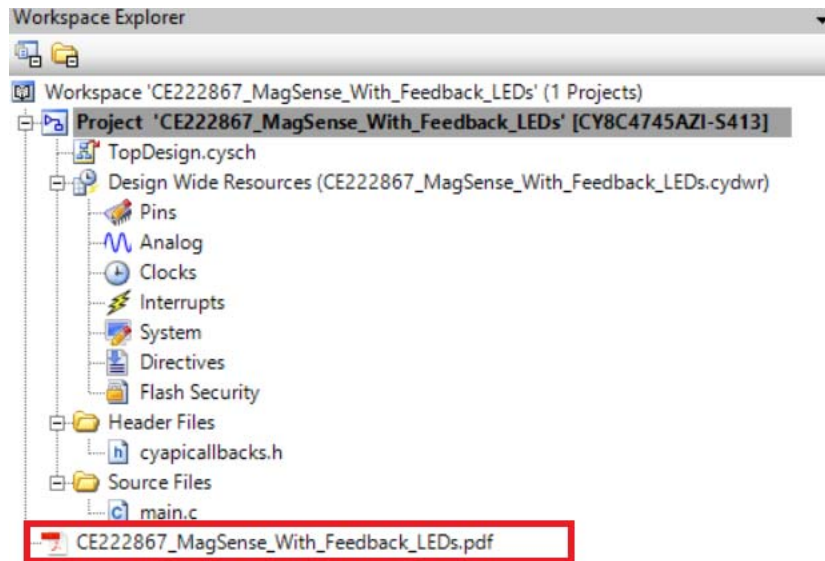 Workspace Explorer
Workspace 'CE222867_MagSense_With_Feedback_LEDs' (1 Projects)
Project 'CE222867_MagSense_With_Feedback_LEDs' [CY8C4745AZI-S413]
TopDesign.cysch
Design Wide Resources (CE222867_MagSense_With_Feedback_LEDs.cydwr)
Pins
Analog
Clocks
Interrupts
System
Directives
Flash Security
Header Files
cyapicallbacks.h
Source Files
main.c
CE222867_MagSense_With_Feedback_LEDs.pdf